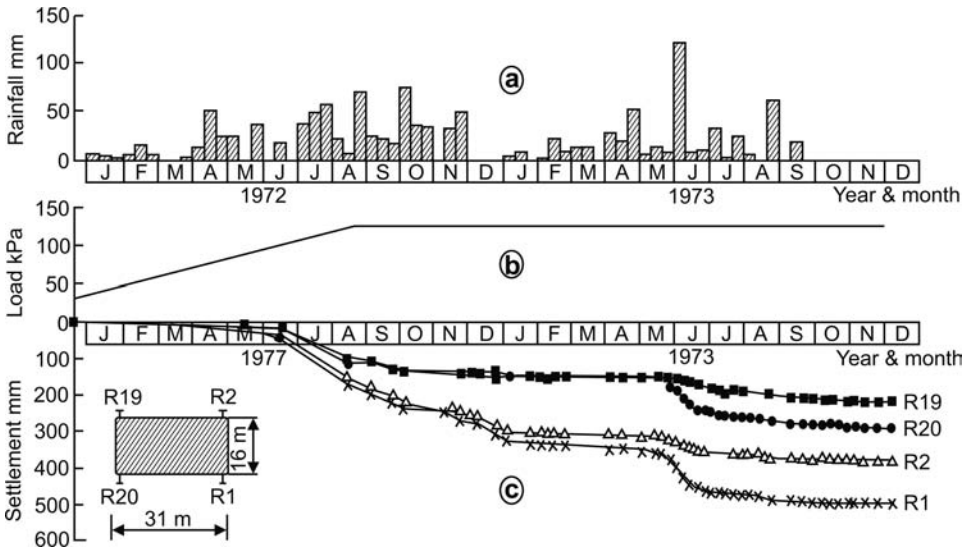 Rainfall mm
150
100
50
0
a
J F M A M J J A S O N D J F M A M J J A S O N D
1972 1973 Year & month
Load kPa
150
100
50
0
b
J F M A M J J A S O N D J F M A M J J A S O N D
1977 1973 Year & month
Settlement mm
100
200
300
400
500
600
R19 R2
16 m
R20 R1
31 m
c
R19
R20
R2
R1